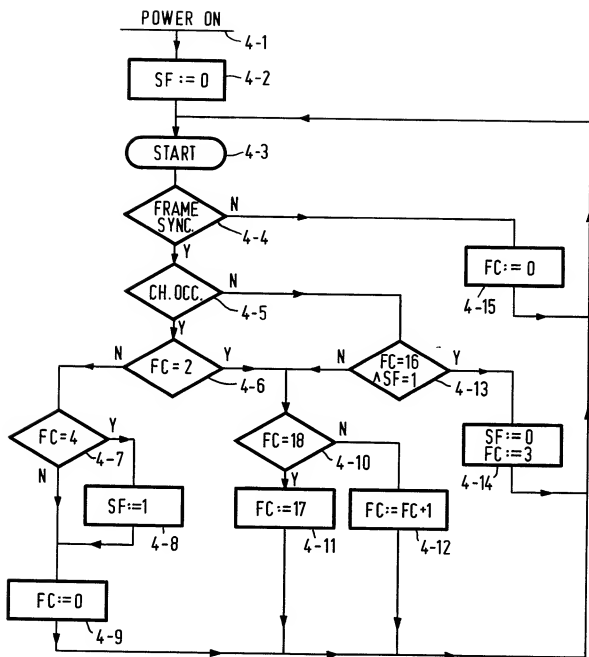 POWER ON
4-1
SF := 0
4-2
START
4-3
FRAME
SYNC.
N
4-4
Y
CH. OCC.
N
4-5
Y
FC:=0
4-15
N
FC = 2
Y
4-6
N
FC=16
∧SF=1
Y
4-13
FC=4
Y
4-7
N
FC=18
N
4-10
Y
SF:=0
FC:=3
4-14
SF:=1
4-8
FC:=17
4-11
FC:=FC+1
4-12
FC:=0
4-9